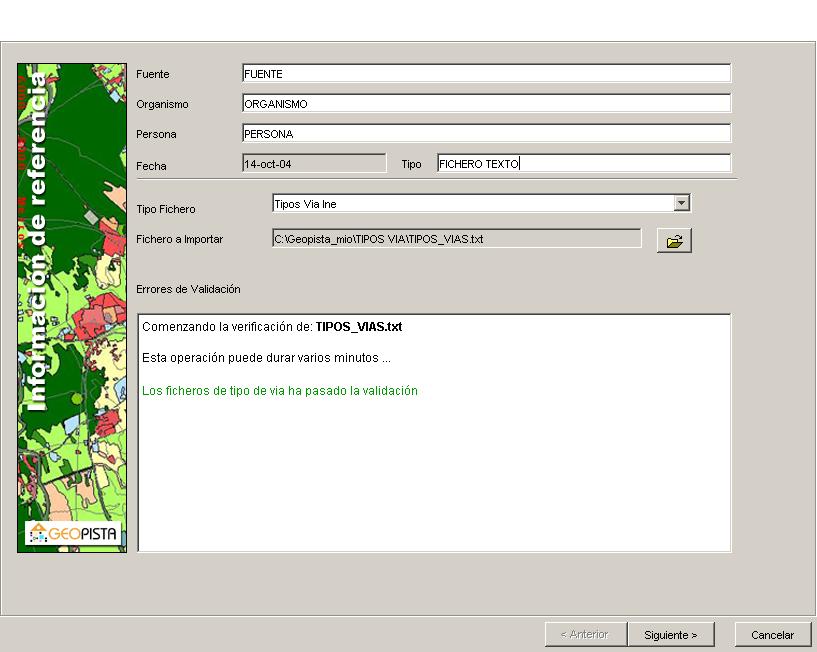 Información de referencia
GEOPISTA
Fuente FUENTE
Organismo ORGANISMO
Persona PERSONA
Fecha 14-oct-04 Tipo FICHERO TEXTO
Tipo Fichero Tipos Via Ine
Fichero a Importar C:\Geopista_mio\TIPOS VIA\TIPOS_VIAS.txt
Errores de Validación
Comenzando la verificación de: TIPOS_VIAS.txt
Esta operación puede durar varios minutos ...
Los ficheros de tipo de via ha pasado la validación
< Anterior Siguiente > Cancelar